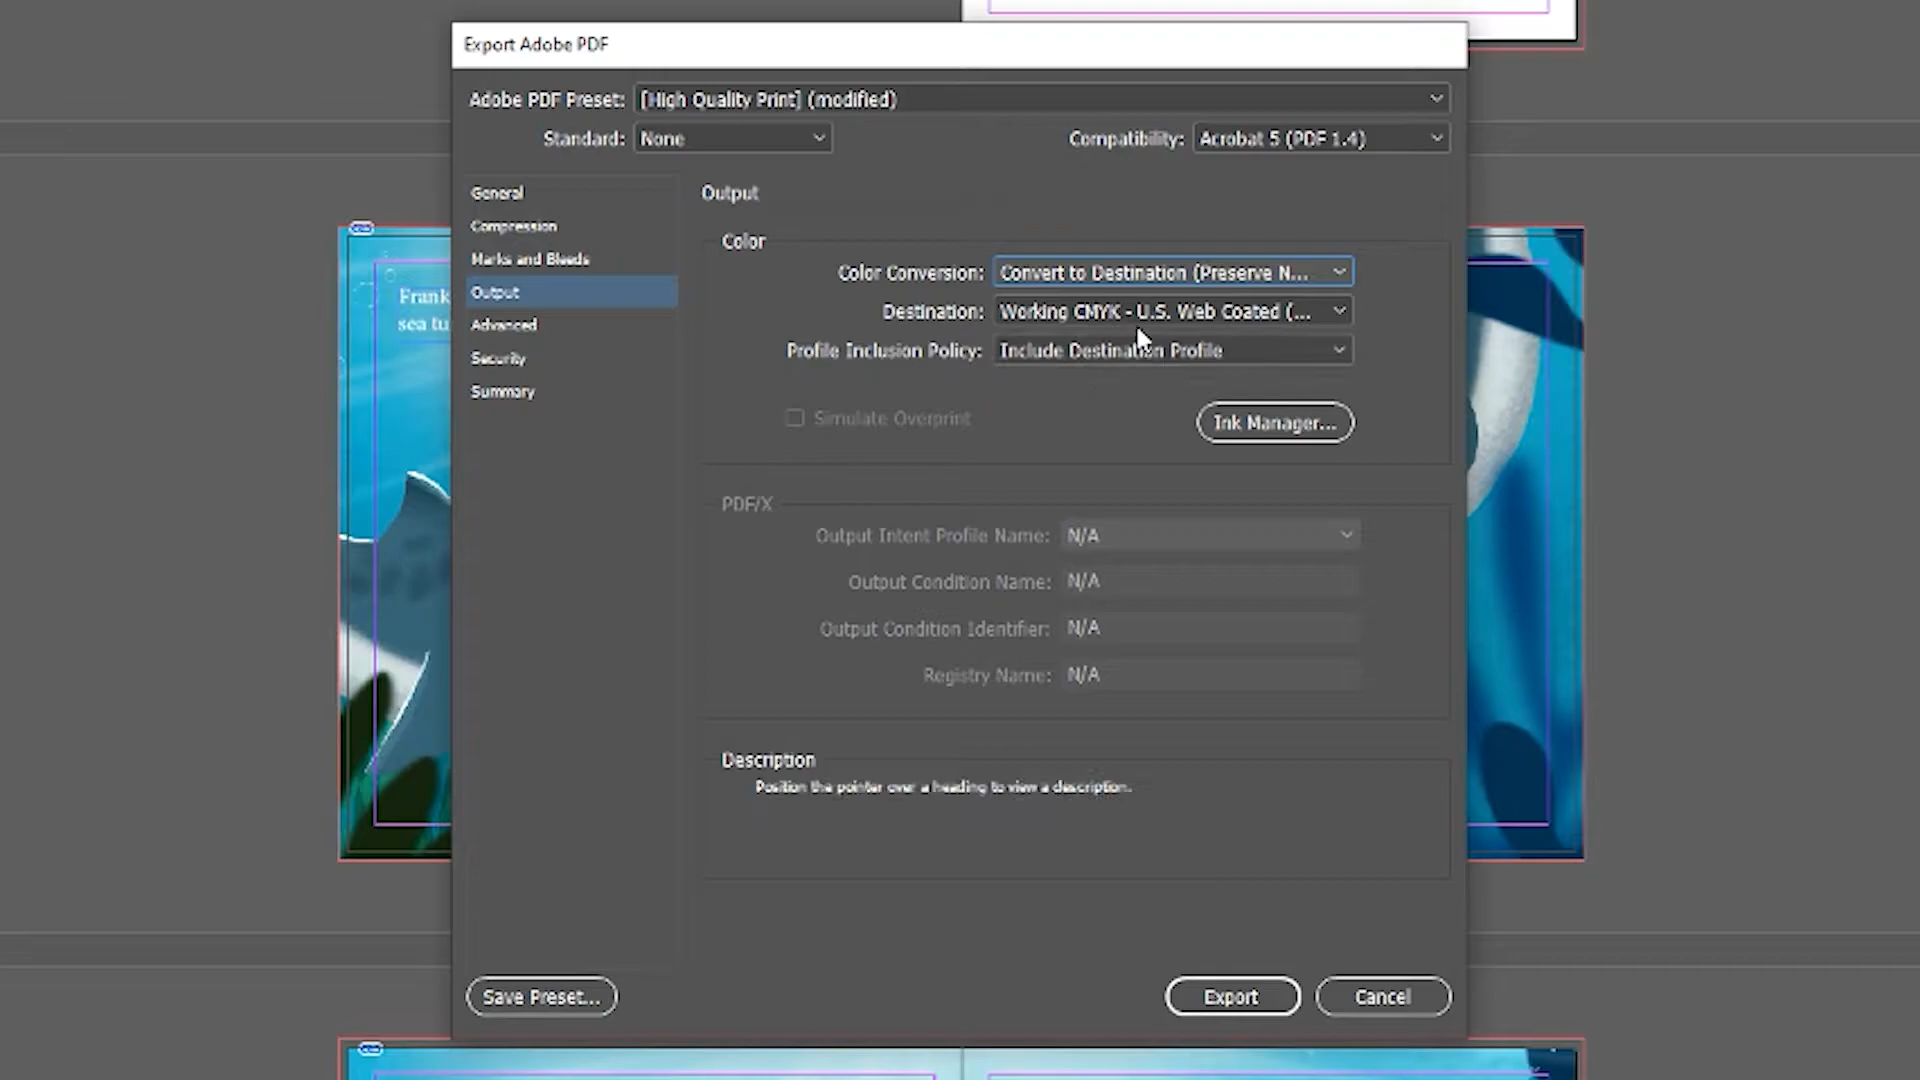 Export Adobe PDF
Adobe PDF Preset: [High Quality Print] (modified)
Standard: None Compatibility: Acrobat 5 (PDF 1.4)
General
Compression
Marks and Bleeds
Output
Advanced
Security
Summary
Output
Color
Color Conversion: Convert to Destination (Preserve N...
Destination: Working CMYK - U.S. Web Coated (...
Profile Inclusion Policy: Include Destination Profile
Simulate Overprint Ink Manager...
PDF/X
Output Intent Profile Name: N/A
Output Condition Name: N/A
Output Condition Identifier: N/A
Registry Name: N/A
Description
Position the pointer over a heading to view a description.
Save Preset... Export Cancel
Frank
sea tu